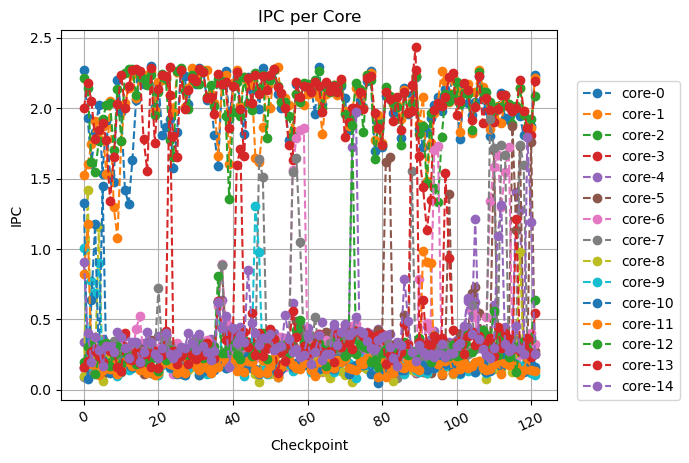 IPC per Core
IPC
2.5
2.0
1.5
1.0
0.5
0.0
0
20
40
60
80
100
120
Checkpoint
core-0
core-1
core-2
core-3
core-4
core-5
core-6
core-7
core-8
core-9
core-10
core-11
core-12
core-13
core-14